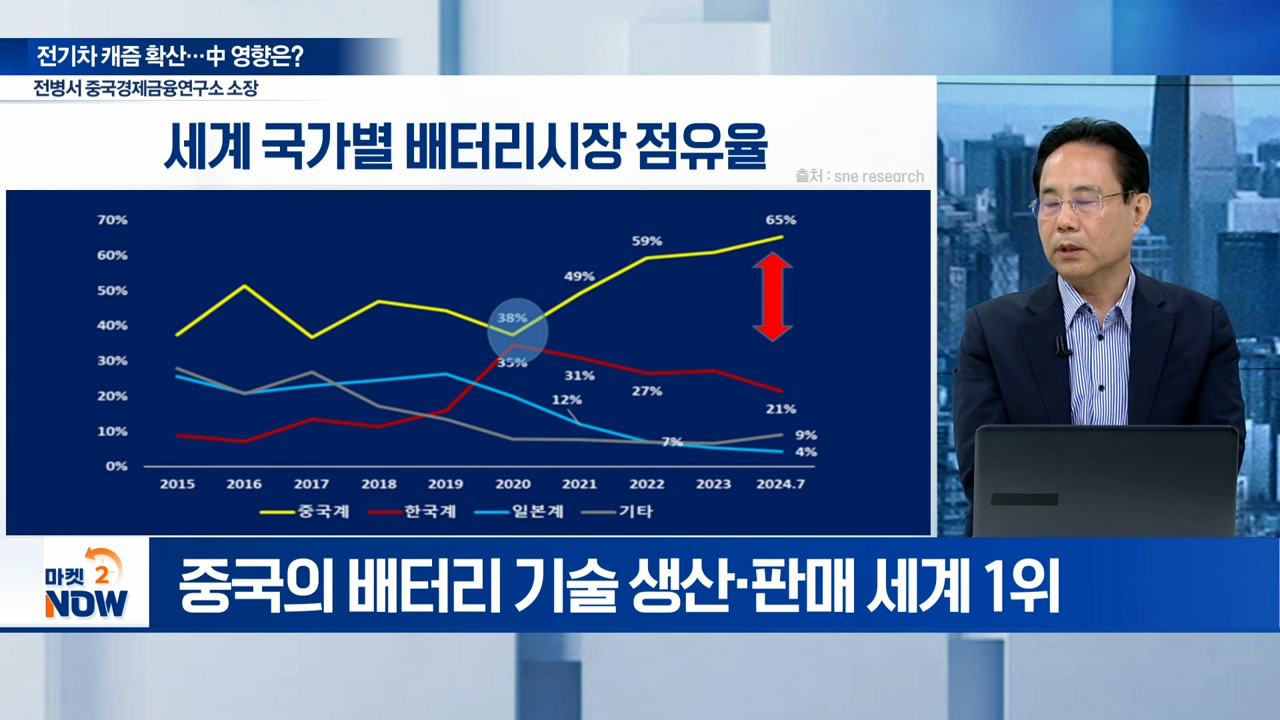 전기차 캐즘 확산…中 영향은?
전병서 중국경제금융연구소 소장
세계 국가별 배터리시장 점유율
출처 : sne research
70%
60%
50%
40%
30%
20%
10%
0%
65%
59%
49%
38%
35%
31%
27%
21%
12%
7%
9%
4%
2015 2016 2017 2018 2019 2020 2021 2022 2023 2024.7
중국계 한국계 일본계 기타
마켓 2
NOW
중국의 배터리 기술 생산·판매 세계 1위